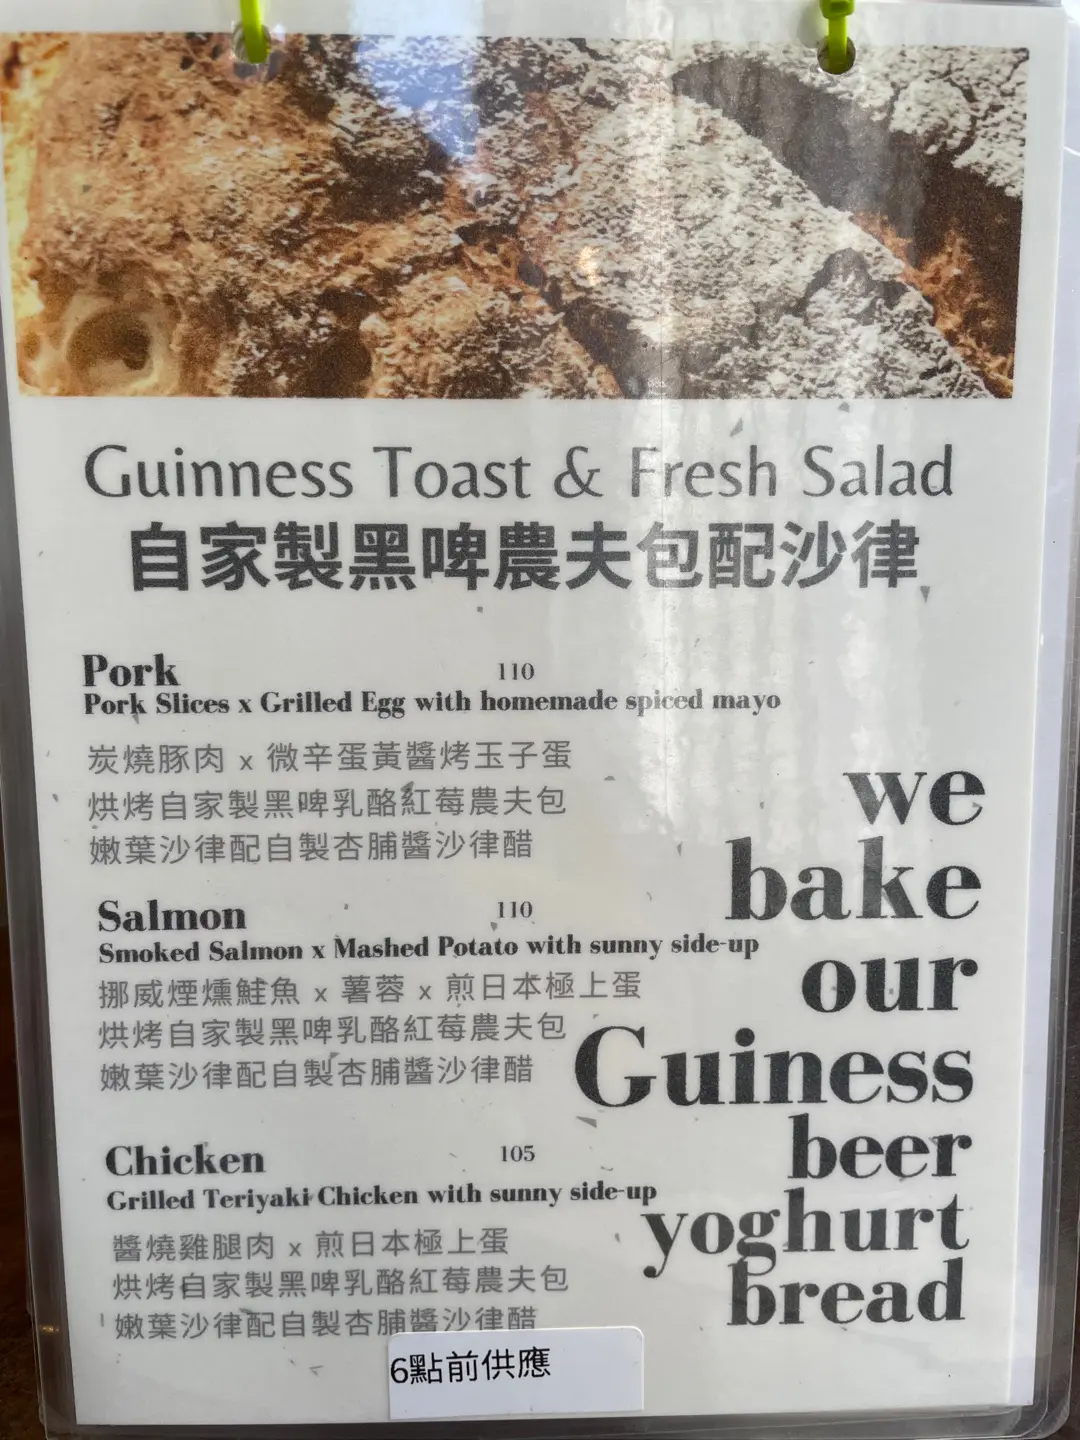 Guinness Toast & Fresh Salad
自家製黑啤農夫包配沙律
Pork 110
Pork Slices x Grilled Egg with homemade spiced mayo
炭燒豚肉 x 微辛蛋黃醬烤玉子蛋
烘烤自家製黑啤乳酪紅莓農夫包
嫩葉沙律配自製杏脯醬沙律醋
Salmon 110
Smoked Salmon x Mashed Potato with sunny side-up
挪威煙燻鮭魚 x 薯蓉 x 煎日本極上蛋
烘烤自家製黑啤乳酪紅莓農夫包
嫩葉沙律配自製杏脯醬沙律醋
Chicken 105
Grilled Teriyaki Chicken with sunny side-up
醬燒雞腿肉 x 煎日本極上蛋
烘烤自家製黑啤乳酪紅莓農夫包
嫩葉沙律配自製杏脯醬沙律醋
we
bake
our
Guiness
beer
yoghurt
bread
6點前供應